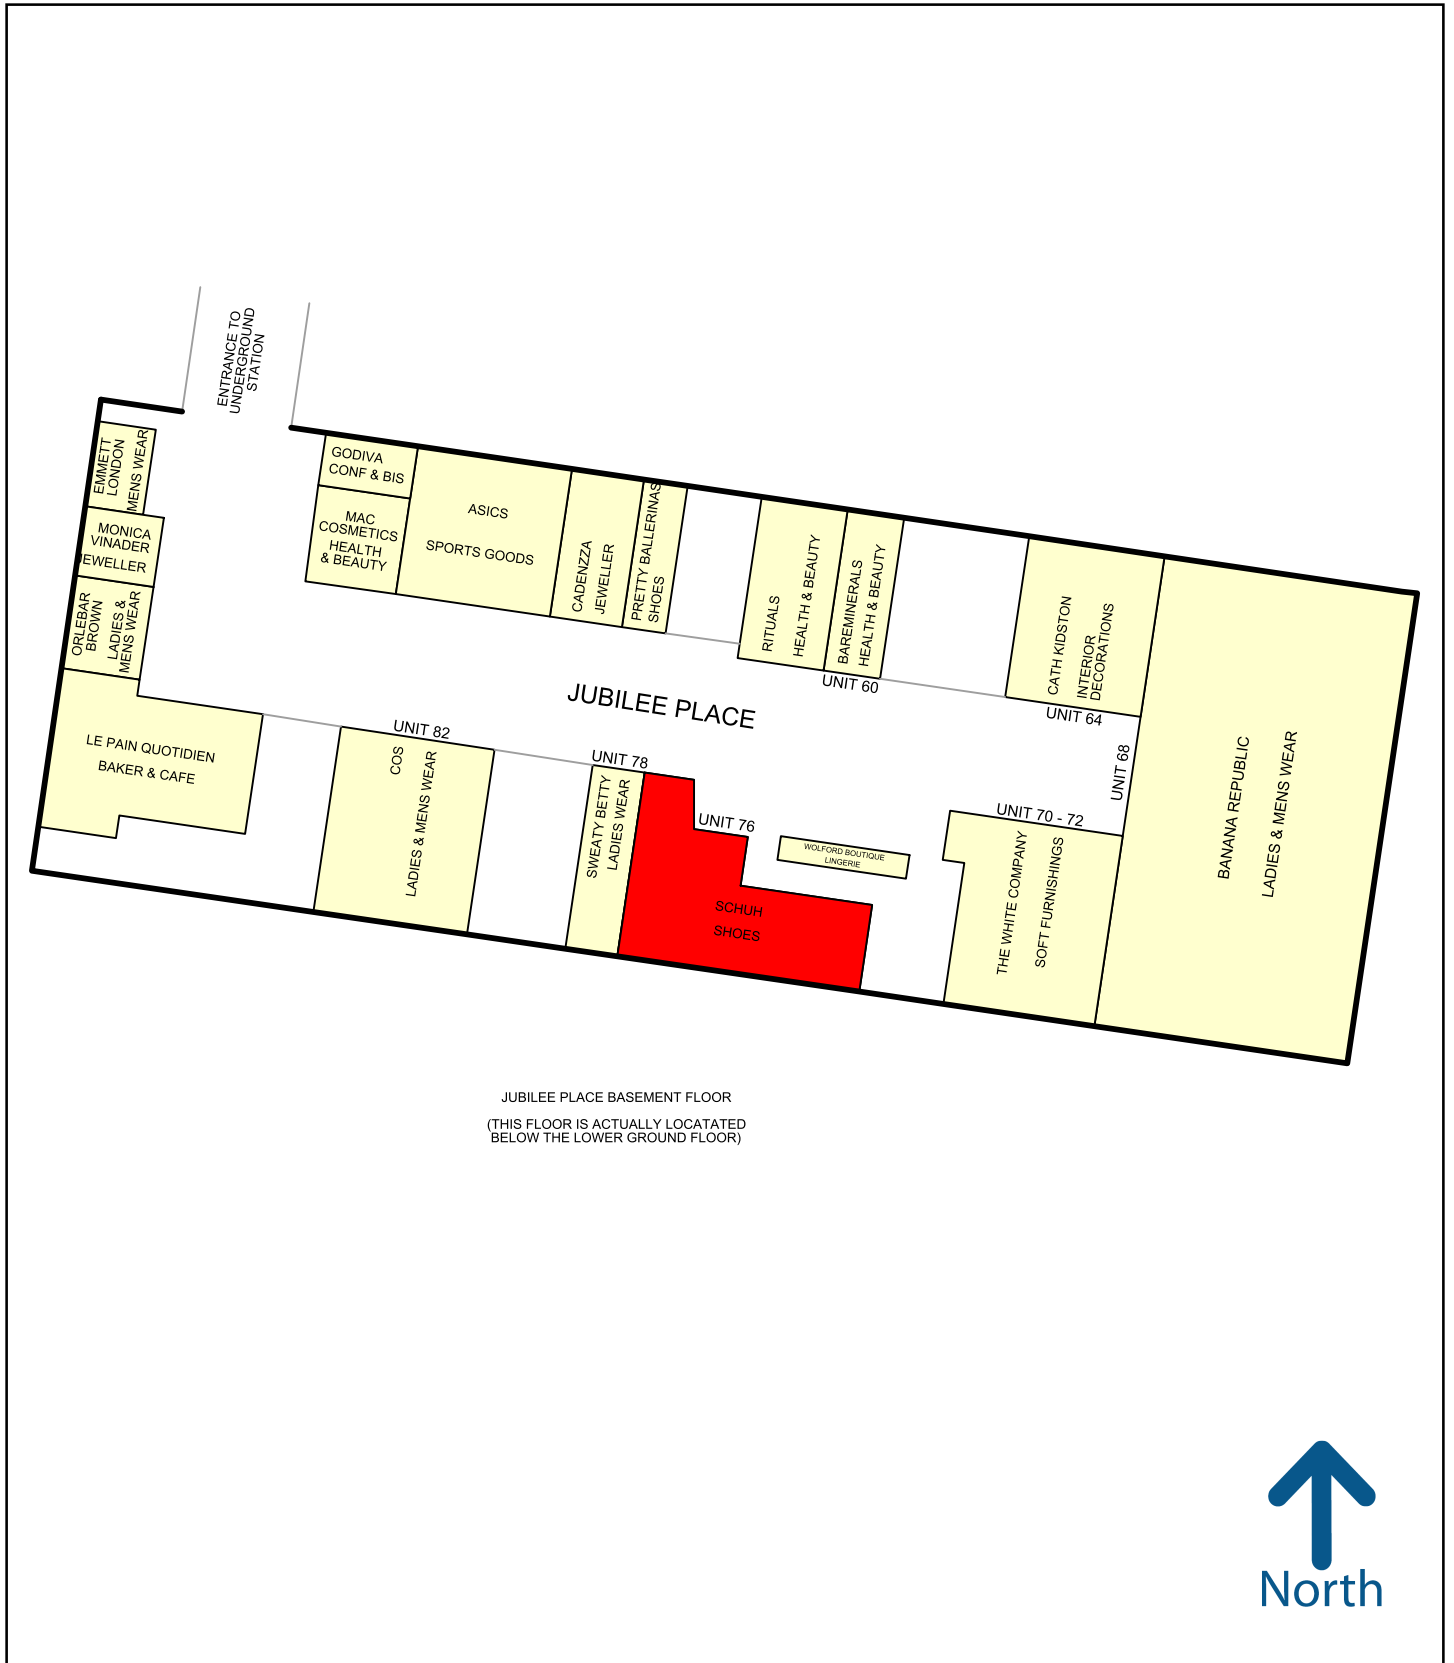 ENTRANCE TO
UNDERGROUND
STATION
EMMETT
LONDON
MENS WEAR
MONICA
VINADER
JEWELLER
ORLEBAR
BROWN
LADIES &
MENS WEAR
LE PAIN QUOTIDIEN
BAKER & CAFE
GODIVA
CONF & BIS
MAC
COSMETICS
HEALTH
& BEAUTY
ASICS
SPORTS GOODS
CADENZZA
JEWELLER
PRETTY BALLERINAS
SHOES
RITUALS
HEALTH & BEAUTY
BAREMINERALS
HEALTH & BEAUTY
UNIT 60
CATH KIDSTON
INTERIOR
DECORATIONS
UNIT 64
JUBILEE PLACE
UNIT 82
COS
LADIES & MENS WEAR
UNIT 78
SWEATY BETTY
LADIES WEAR
UNIT 76
SCHUH
SHOES
WOLFORD BOUTIQUE
LINGERIE
UNIT 70 - 72
THE WHITE COMPANY
SOFT FURNISHINGS
UNIT 68
BANANA REPUBLIC
LADIES & MENS WEAR
JUBILEE PLACE BASEMENT FLOOR
(THIS FLOOR IS ACTUALLY LOCATATED
BELOW THE LOWER GROUND FLOOR)
North